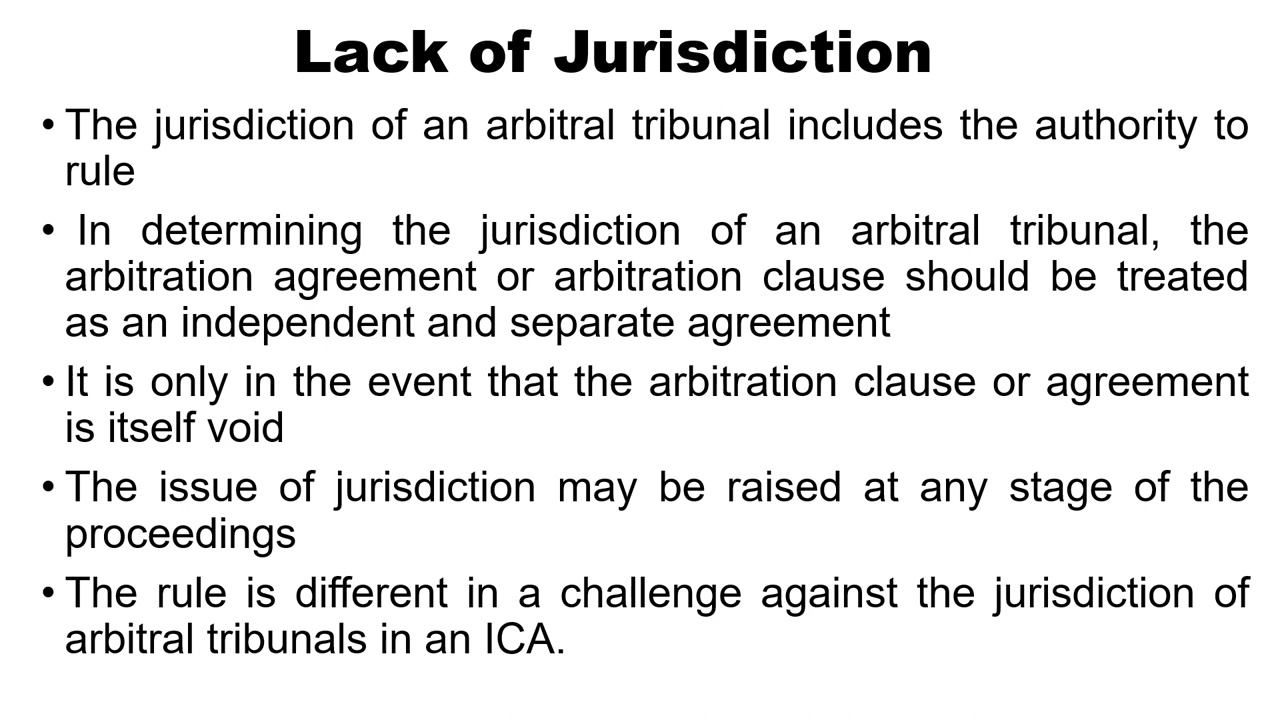 Lack of Jurisdiction
• The jurisdiction of an arbitral tribunal includes the authority to
rule
• In determining the jurisdiction of an arbitral tribunal, the
arbitration agreement or arbitration clause should be treated
as an independent and separate agreement
• It is only in the event that the arbitration clause or agreement
is itself void
• The issue of jurisdiction may be raised at any stage of the
proceedings
• The rule is different in a challenge against the jurisdiction of
arbitral tribunals in an ICA.